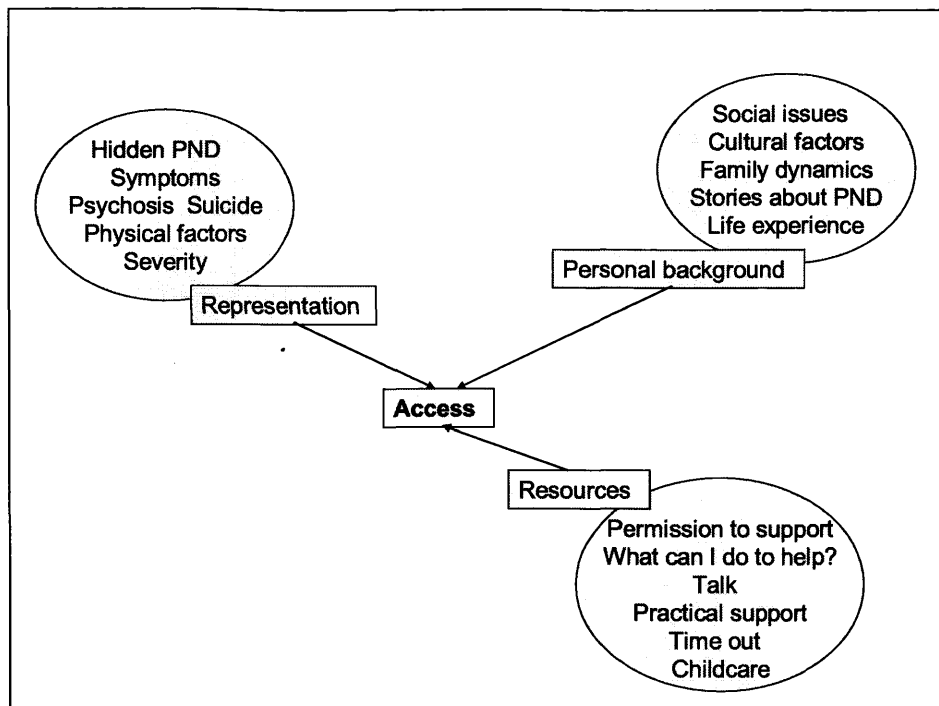 Hidden PND
Symptoms
Psychosis Suicide
Physical factors
Severity
Representation
Social issues
Cultural factors
Family dynamics
Stories about PND
Life experience
Personal background
Access
Resources
Permission to support
What can I do to help?
Talk
Practical support
Time out
Childcare